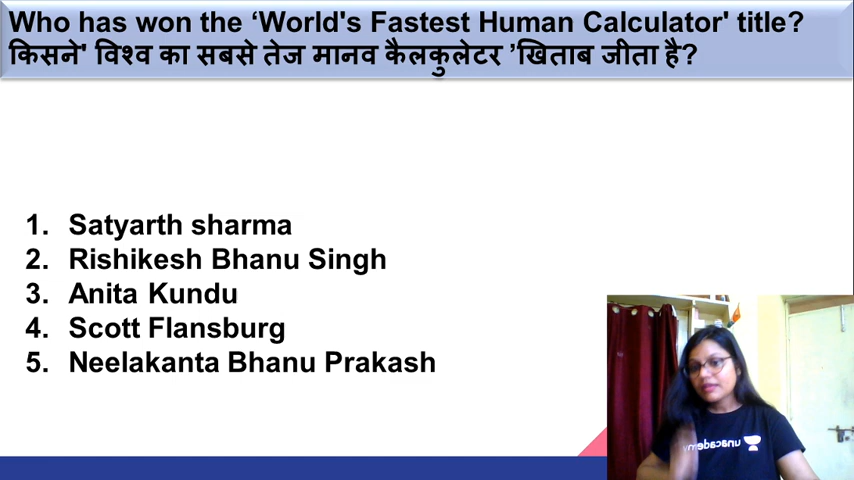 Who has won the ‘World's Fastest Human Calculator' title?
किसने' विश्व का सबसे तेज मानव कैलकुलेटर ’खिताब जीता है?
1. Satyarth sharma
2. Rishikesh Bhanu Singh
3. Anita Kundu
4. Scott Flansburg
5. Neelakanta Bhanu Prakash
unacademy